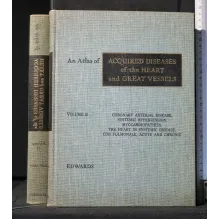 An Atlas of
ACQUIRED DISEASES
of the HEART
and GREAT VESSELS
VOLUME II
CORONARY ARTERIAL DISEASE,
SYSTEMIC HYPERTENSION,
MYOCARDIOPATHIES,
THE HEART IN SYSTEMIC DISEASE,
COR PULMONALE, ACUTE AND CHRONIC
EDWARDS